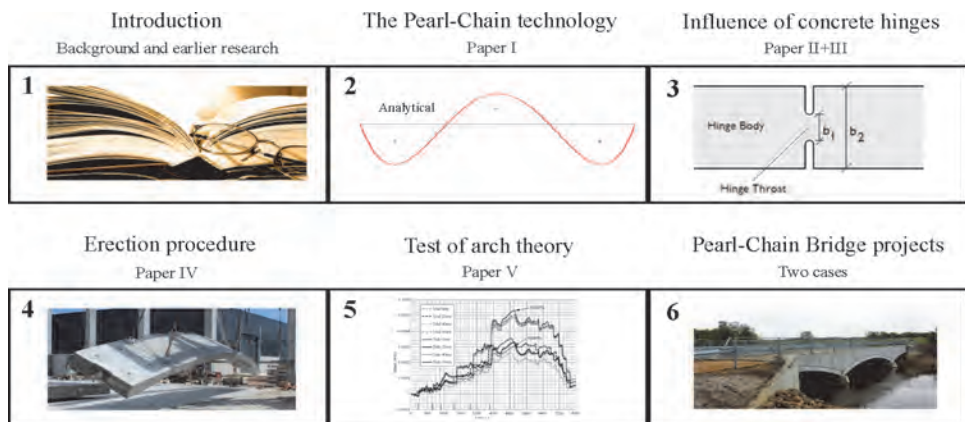 Introduction
Background and earlier research
The Pearl-Chain technology
Paper I
Influence of concrete hinges
Paper II+III
1
2
Analytical
3
Hinge Body
b1
b2
Hinge Throat
Erection procedure
Paper IV
Test of arch theory
Paper V
Pearl-Chain Bridge projects
Two cases
4
5
6